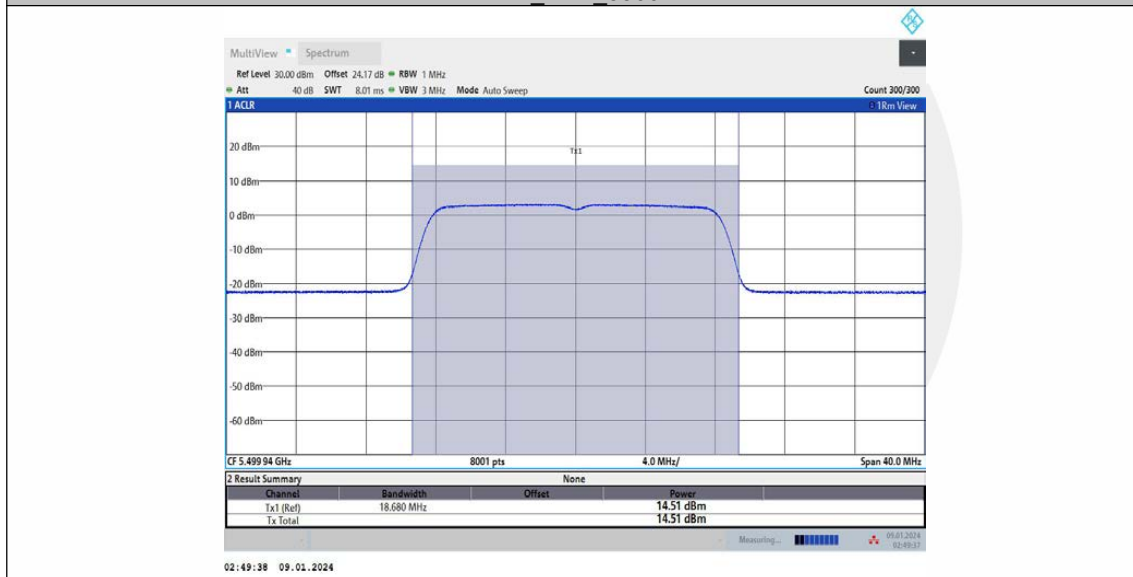 MultiView Spectrum
Ref Level 30.00 dBm Offset 24.17 dB RBW 1 MHz
Att 40 dB SWT 8.01 ms VBW 3 MHz Mode Auto Sweep Count 300/300
1 ACLR 1Rm View
20 dBm
Tx1
10 dBm
0 dBm
-10 dBm
-20 dBm
-30 dBm
-40 dBm
-50 dBm
-60 dBm
CF 5.499 94 GHz 8001 pts 4.0 MHz/ Span 40.0 MHz
2 Result Summary None
Channel Bandwidth Offset Power
Tx1 (Ref) 18.680 MHz 14.51 dBm
Tx Total 14.51 dBm
Measuring... 09.01.2024
02:49:37
02:49:38 09.01.2024